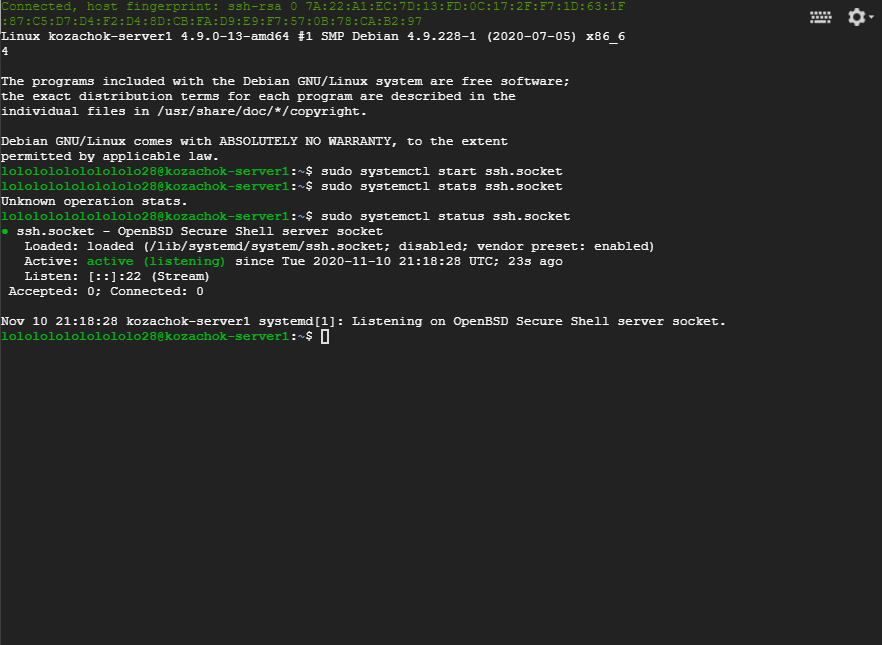 Connected, host fingerprint: ssh-rsa 0 7A:22:A1:EC:7D:13:FD:0C:17:2F:F7:1D:63:1F
:87:C5:D7:D4:F2:D4:8D:CB:FA:D9:E9:F7:57:0B:78:CA:B2:97
Linux kozachok-server1 4.9.0-13-amd64 #1 SMP Debian 4.9.228-1 (2020-07-05) x86_6
4
The programs included with the Debian GNU/Linux system are free software;
the exact distribution terms for each program are described in the
individual files in /usr/share/doc/*/copyright.
Debian GNU/Linux comes with ABSOLUTELY NO WARRANTY, to the extent
permitted by applicable law.
lolololololololololo28@kozachok-server1:~$ sudo systemctl start ssh.socket
lolololololololololo28@kozachok-server1:~$ sudo systemctl stats ssh.socket
Unknown operation stats.
lolololololololololo28@kozachok-server1:~$ sudo systemctl status ssh.socket
● ssh.socket - OpenBSD Secure Shell server socket
Loaded: loaded (/lib/systemd/system/ssh.socket; disabled; vendor preset: enabled)
Active: active (listening) since Tue 2020-11-10 21:18:28 UTC; 23s ago
Listen: [::]:22 (Stream)
Accepted: 0; Connected: 0
Nov 10 21:18:28 kozachok-server1 systemd[1]: Listening on OpenBSD Secure Shell server socket.
lolololololololololo28@kozachok-server1:~$